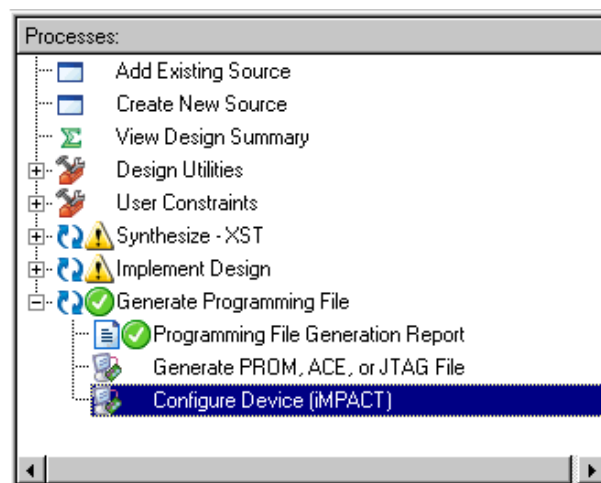 Processes:
Add Existing Source
Create New Source
View Design Summary
Design Utilities
User Constraints
Synthesize - XST
Implement Design
Generate Programming File
Programming File Generation Report
Generate PROM, ACE, or JTAG File
Configure Device (iMPACT)